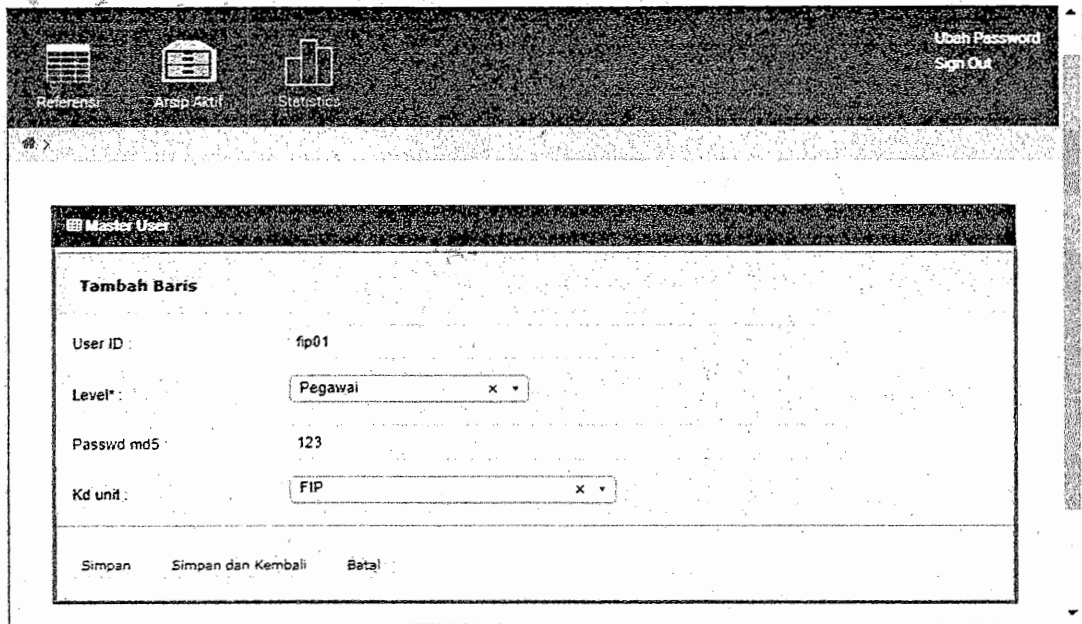 Ubah Password
Sign Out
Referensi
Arsip Aktif
Statistics
Master User
Tambah Baris
User ID : fip01
Level* : Pegawai × ▾
Passwd md5 : 123
Kd unit : FIP × ▾
Simpan Simpan dan Kembali Batal